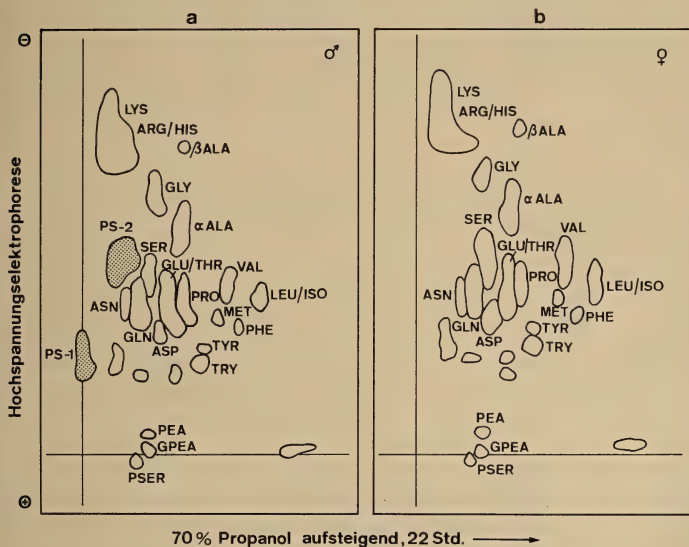 a
b
Hochspannungselektrophorese
⊖
⊕
♂
LYS
ARG/HIS
/βALA
GLY
α ALA
PS-2
SER
GLU/THR
VAL
ASN
PRO
LEU/ISO
GLN
MET
PHE
PS-1
ASP
TYR
TRY
PEA
GPEA
PSER
♀
LYS
ARG/HIS
βALA
GLY
α ALA
SER
GLU/THR
VAL
ASN
PRO
LEU/ISO
GLN
MET
PHE
ASP
TYR
TRY
PEA
GPEA
PSER
70 % Propanol aufsteigend, 22 Std. ⟶